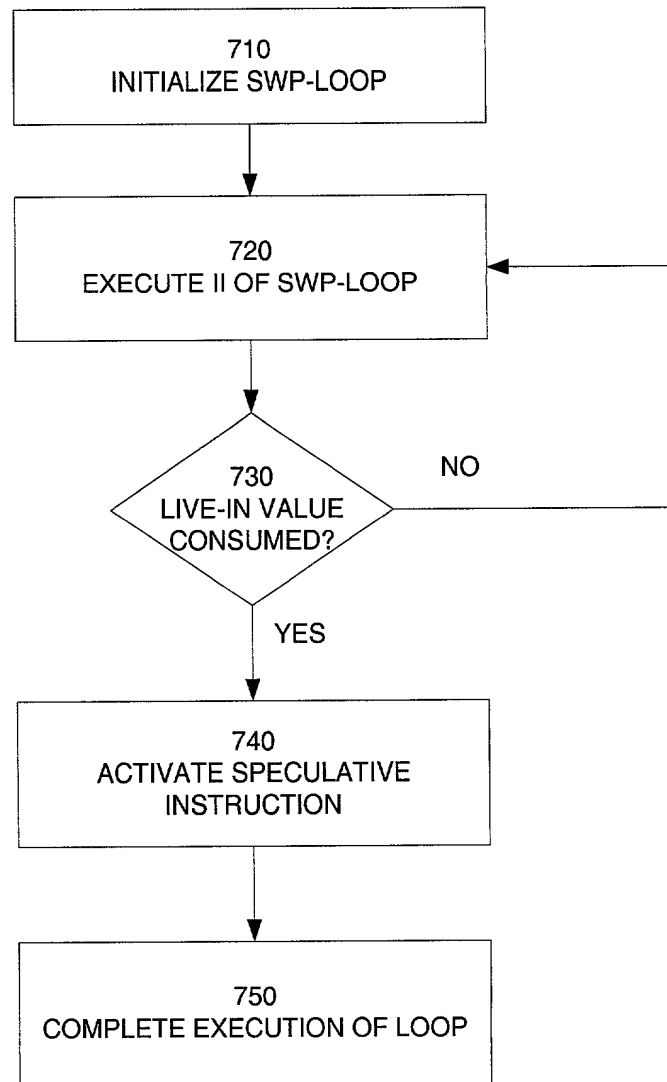 710
INITIALIZE SWP-LOOP
720
EXECUTE II OF SWP-LOOP
730
LIVE-IN VALUE
CONSUMED?
NO
YES
740
ACTIVATE SPECULATIVE
INSTRUCTION
750
COMPLETE EXECUTION OF LOOP